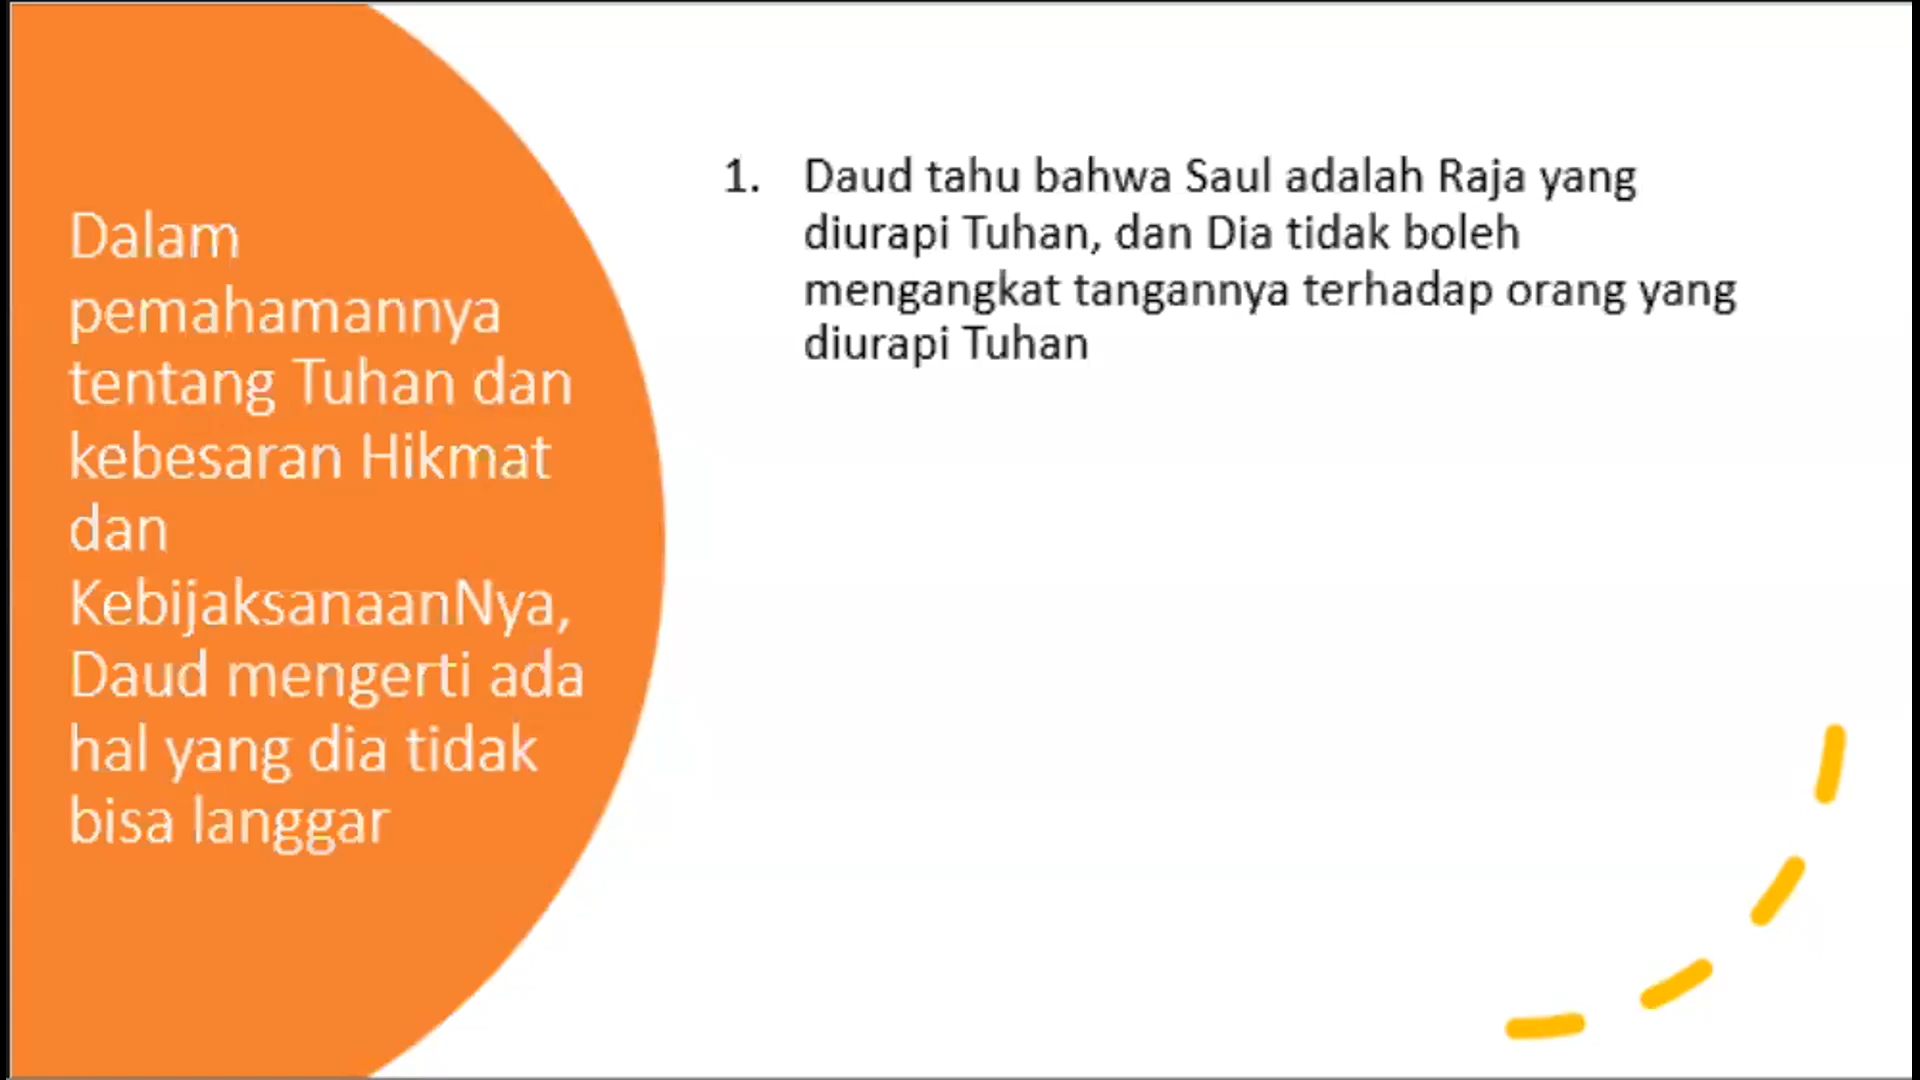 Dalam
pemahamannya
tentang Tuhan dan
kebesaran Hikmat
dan
KebijaksanaanNya,
Daud mengerti ada
hal yang dia tidak
bisa langgar
1. Daud tahu bahwa Saul adalah Raja yang
diurapi Tuhan, dan Dia tidak boleh
mengangkat tangannya terhadap orang yang
diurapi Tuhan